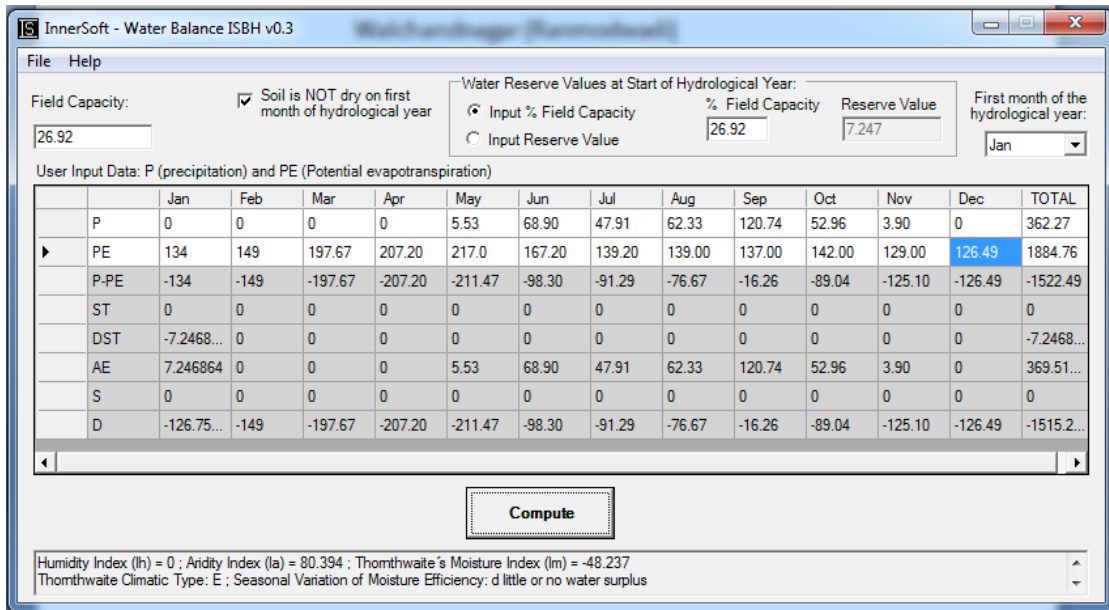 InnerSoft - Water Balance ISBH v0.3
Walchandnagar (Ranmodwadi)
File Help
Field Capacity:
26.92
Soil is NOT dry on first
month of hydrological year
Water Reserve Values at Start of Hydrological Year:
Input % Field Capacity
Input Reserve Value
% Field Capacity
26.92
Reserve Value
7.247
First month of the
hydrological year:
Jan
User Input Data: P (precipitation) and PE (Potential evapotranspiration)
Jan Feb Mar Apr May Jun Jul Aug Sep Oct Nov Dec TOTAL
P 0 0 0 0 5.53 68.90 47.91 62.33 120.74 52.96 3.90 0 362.27
PE 134 149 197.67 207.20 217.0 167.20 139.20 139.00 137.00 142.00 129.00 126.49 1884.76
P-PE -134 -149 -197.67 -207.20 -211.47 -98.30 -91.29 -76.67 -16.26 -89.04 -125.10 -126.49 -1522.49
ST 0 0 0 0 0 0 0 0 0 0 0 0 0
DST -7.2468... 0 0 0 0 0 0 0 0 0 0 0 -7.2468...
AE 7.246864 0 0 0 5.53 68.90 47.91 62.33 120.74 52.96 3.90 0 369.51...
S 0 0 0 0 0 0 0 0 0 0 0 0 0
D -126.75... -149 -197.67 -207.20 -211.47 -98.30 -91.29 -76.67 -16.26 -89.04 -125.10 -126.49 -1515.2...
Compute
Humidity Index (Ih) = 0 ; Aridity Index (Ia) = 80.394 ; Thornthwaite´s Moisture Index (Im) = -48.237
Thornthwaite Climatic Type: E ; Seasonal Variation of Moisture Efficiency: d little or no water surplus